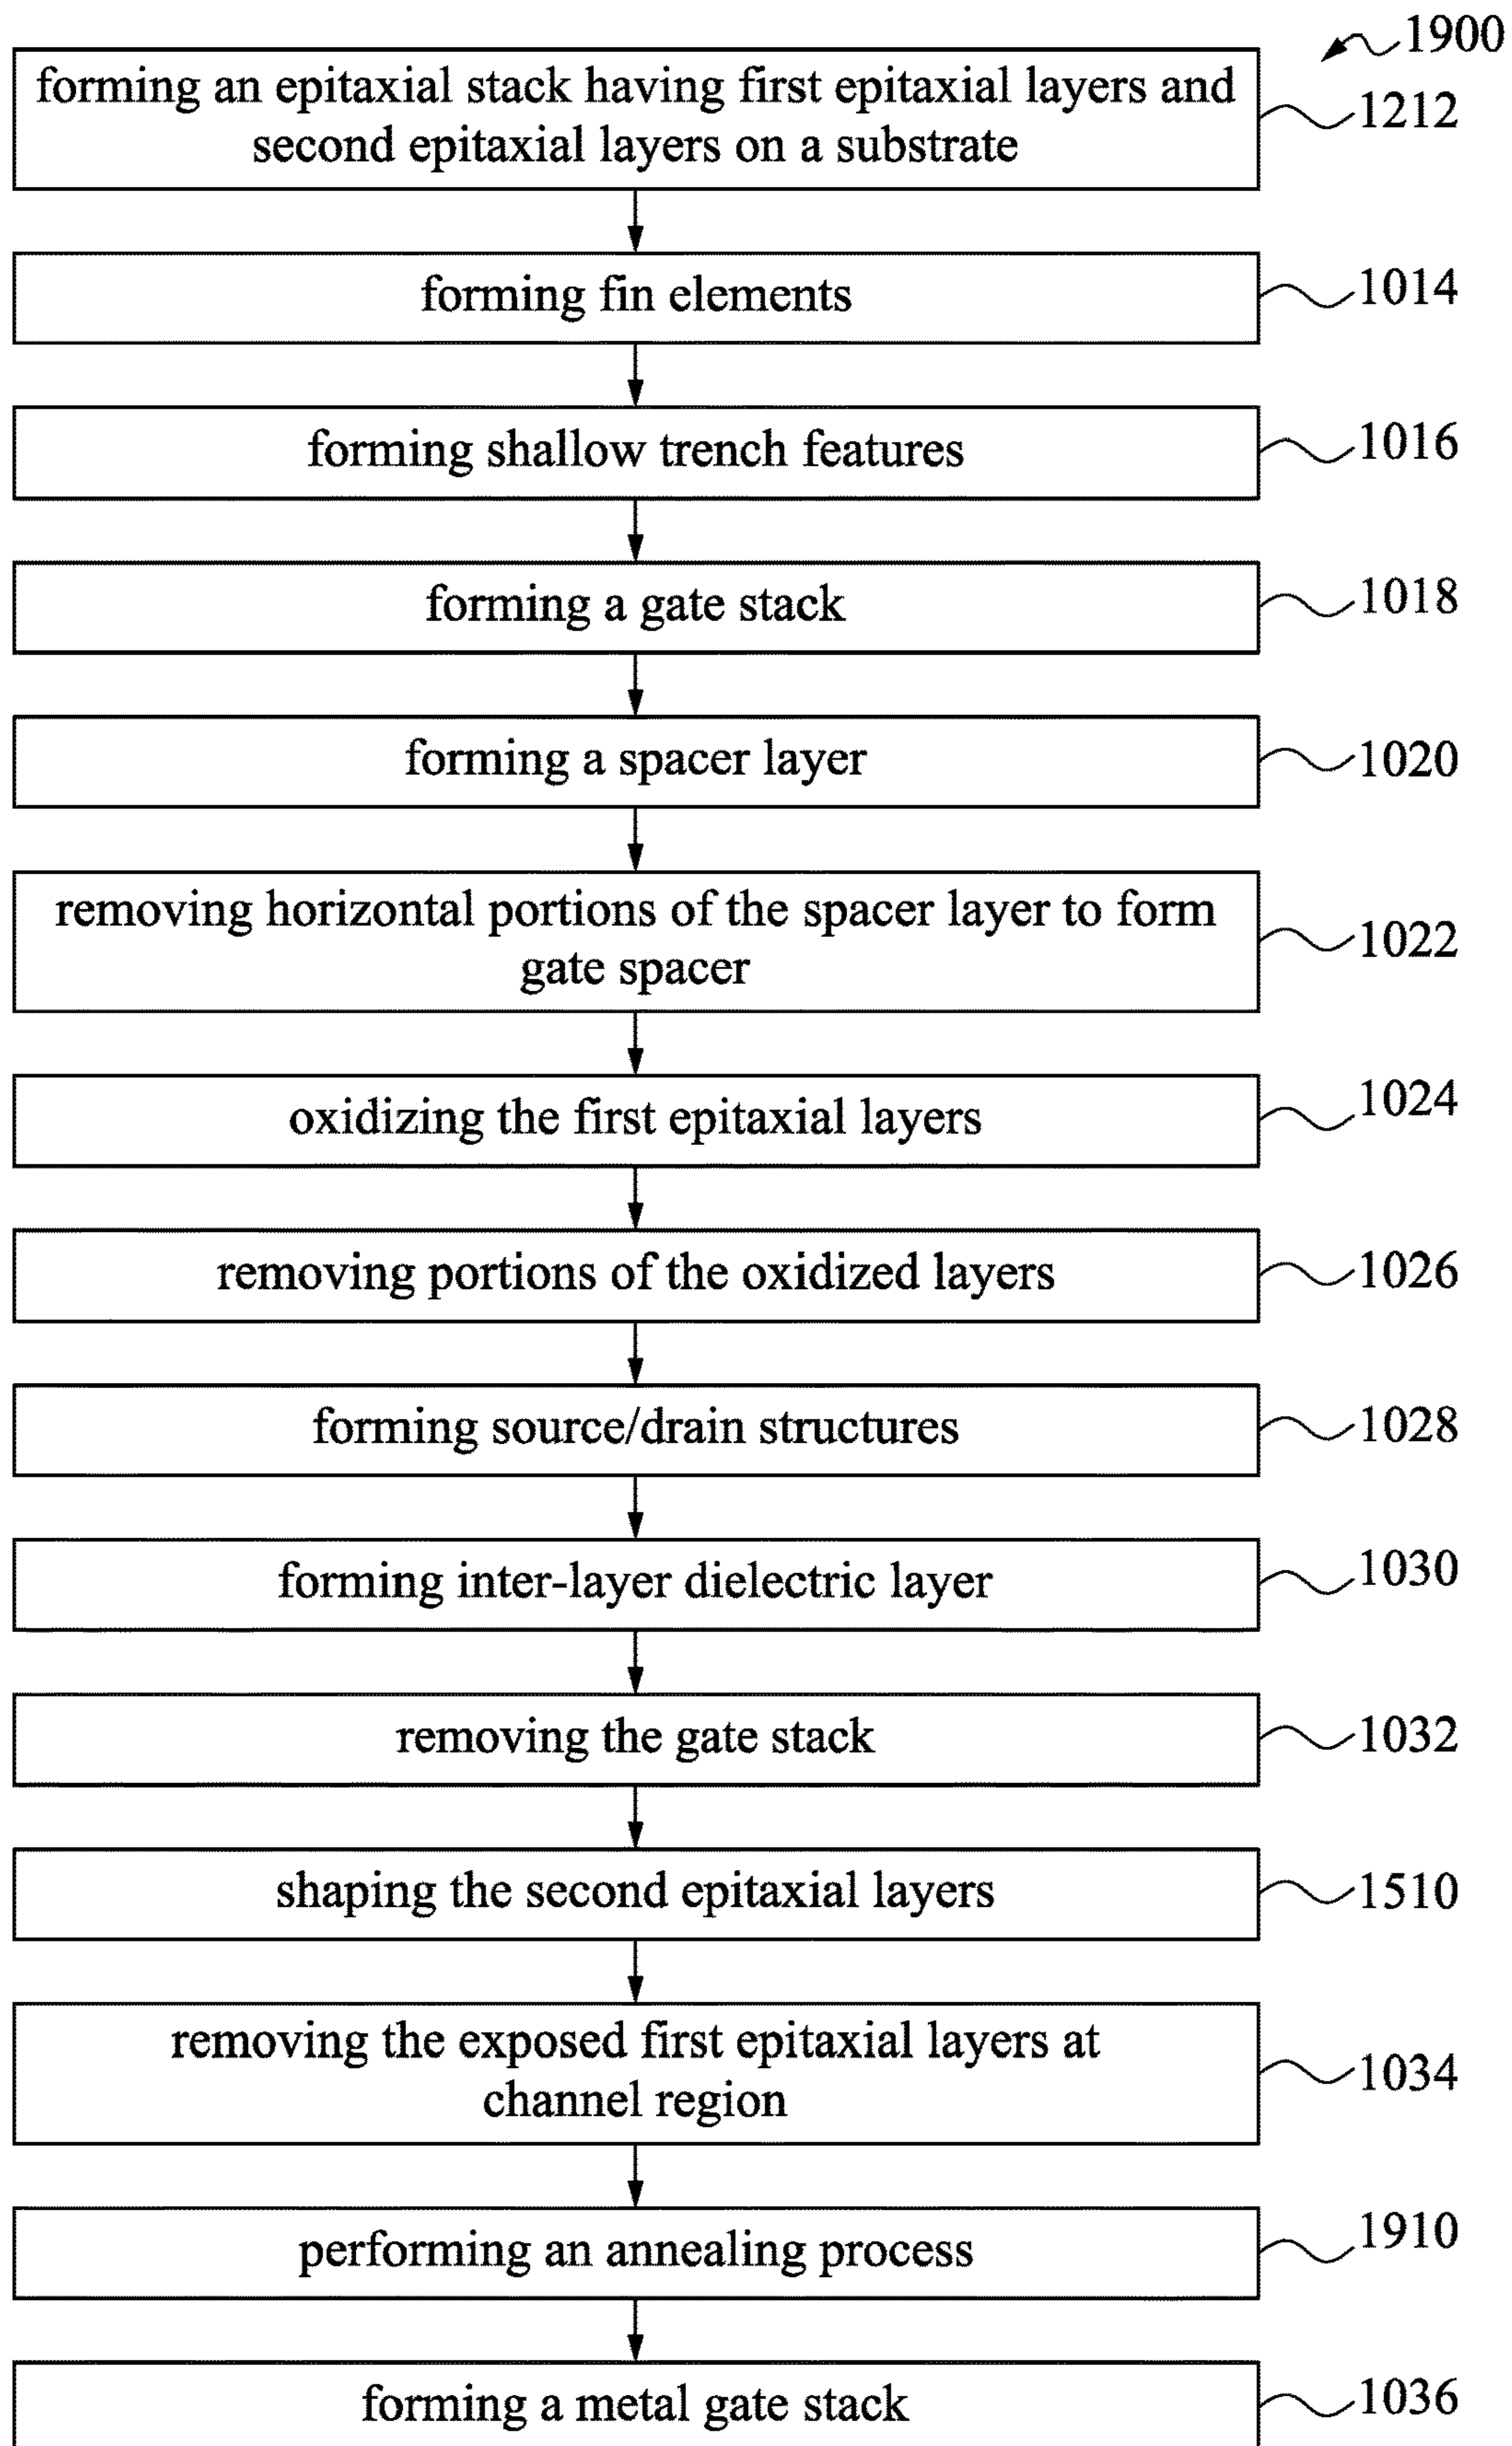 1900
forming an epitaxial stack having first epitaxial layers and
second epitaxial layers on a substrate
1212
forming fin elements
1014
forming shallow trench features
1016
forming a gate stack
1018
forming a spacer layer
1020
removing horizontal portions of the spacer layer to form
gate spacer
1022
oxidizing the first epitaxial layers
1024
removing portions of the oxidized layers
1026
forming source/drain structures
1028
forming inter-layer dielectric layer
1030
removing the gate stack
1032
shaping the second epitaxial layers
1510
removing the exposed first epitaxial layers at
channel region
1034
performing an annealing process
1910
forming a metal gate stack
1036